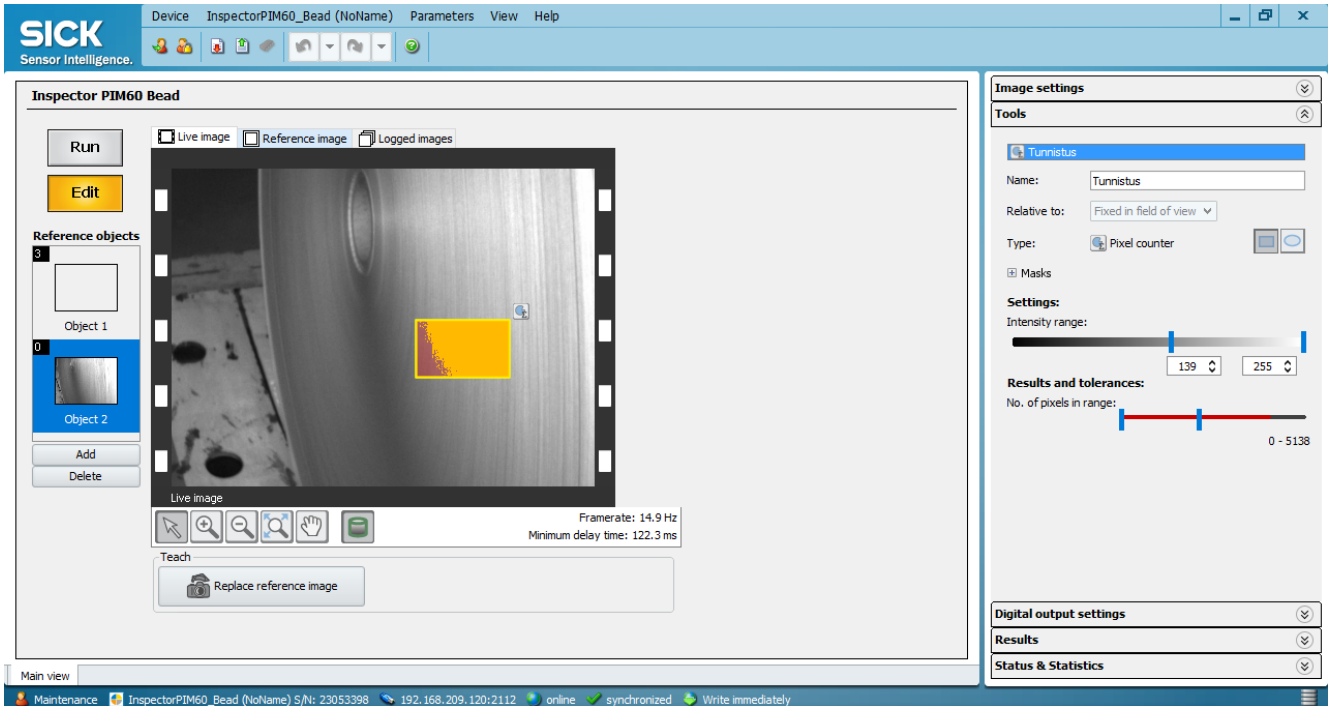 SICK
Sensor Intelligence.
Device InspectorPIM60_Bead (NoName) Parameters View Help
Inspector PIM60 Bead
Run
Edit
Reference objects
3
Object 1
0
Object 2
Add
Delete
Live image Reference image Logged images
Live image
Framerate: 14.9 Hz
Minimum delay time: 122.3 ms
Teach
Replace reference image
Image settings
Tools
Tunnistus
Name: Tunnistus
Relative to: Fixed in field of view
Type: Pixel counter
Masks
Settings:
Intensity range:
139 255
Results and tolerances:
No. of pixels in range:
0 - 5138
Digital output settings
Results
Status & Statistics
Main view
Maintenance InspectorPIM60_Bead (NoName) S/N: 23053398 192.168.209.120:2112 online synchronized Write immediately